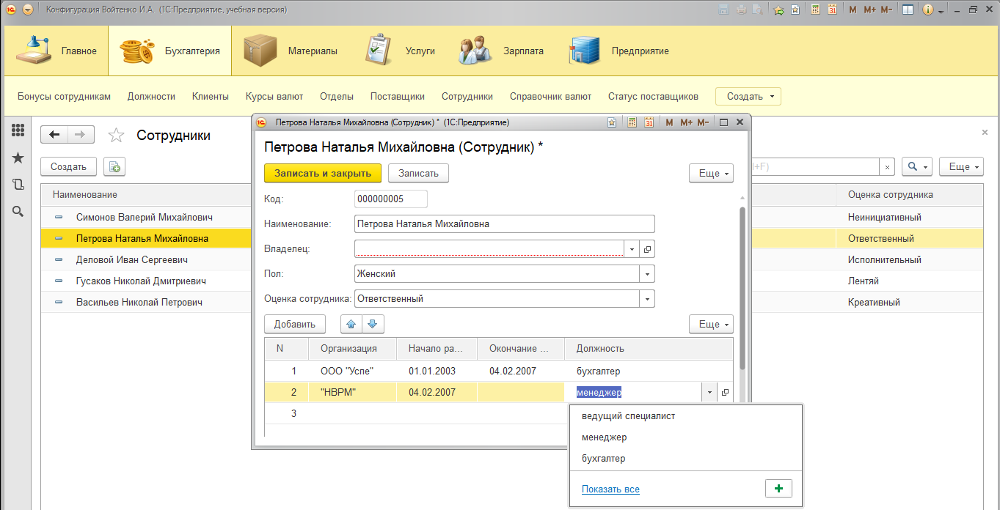 Конфигурация Войтенко И.А. (1С:Предприятие, учебная версия)
M M+ M-
Главное
Бухгалтерия
Материалы
Услуги
Зарплата
Предприятие
Бонусы сотрудникам Должности Клиенты Курсы валют Отделы Поставщики Сотрудники Справочник валют Статус поставщиков Создать
Сотрудники
Создать
+F)
Еще
Наименование
Оценка сотрудника
Симонов Валерий Михайлович
Неинициативный
Петрова Наталья Михайловна
Ответственный
Деловой Иван Сергеевич
Исполнительный
Гусаков Николай Дмитриевич
Лентяй
Васильев Николай Петрович
Креативный
Петрова Наталья Михайловна (Сотрудник) * (1С:Предприятие)
M M+ M-
Петрова Наталья Михайловна (Сотрудник) *
Записать и закрыть
Записать
Еще
Код: 000000005
Наименование: Петрова Наталья Михайловна
Владелец:
Пол: Женский
Оценка сотрудника: Ответственный
Добавить
Еще
N Организация Начало ра... Окончание ... Должность
1 ООО "Успе" 01.01.2003 04.02.2007 бухгалтер
2 "НВРМ" 04.02.2007 менеджер
3
ведущий специалист
менеджер
бухгалтер
Показать все